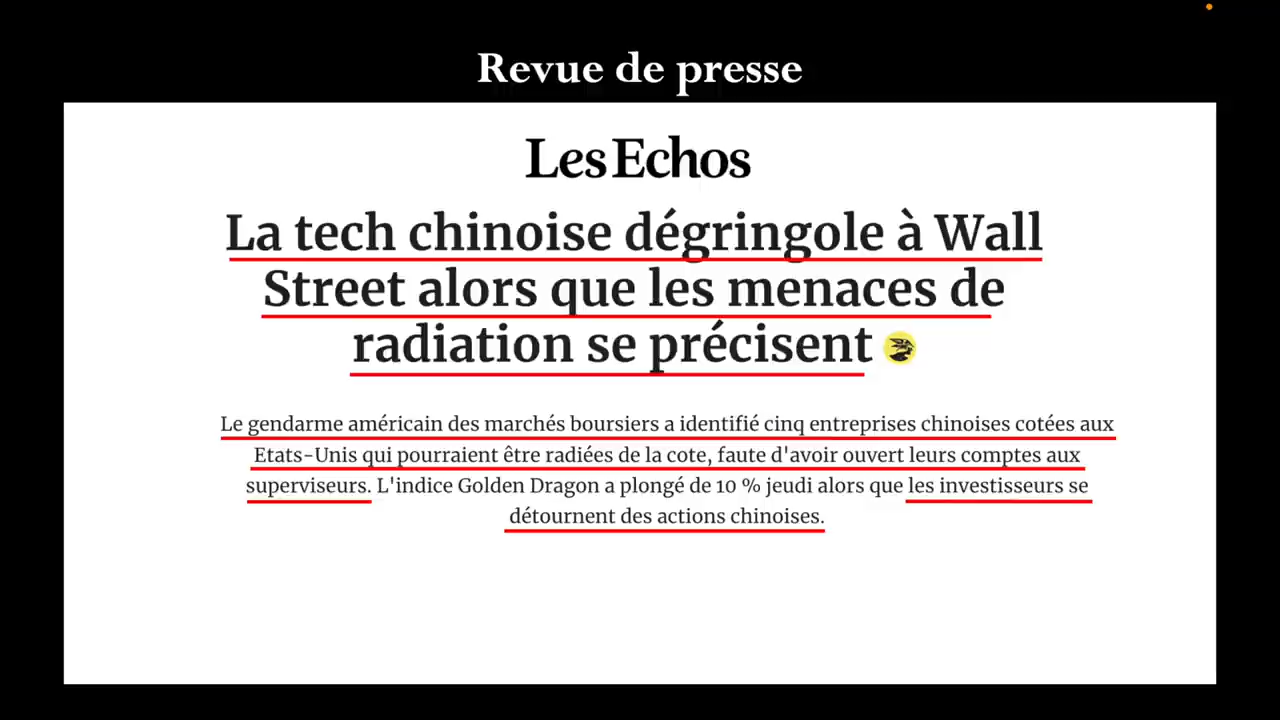 Revue de presse
Les Echos
La tech chinoise dégringole à Wall
Street alors que les menaces de
radiation se précisent
Le gendarme américain des marchés boursiers a identifié cinq entreprises chinoises cotées aux
Etats-Unis qui pourraient être radiées de la cote, faute d'avoir ouvert leurs comptes aux
superviseurs. L'indice Golden Dragon a plongé de 10 % jeudi alors que les investisseurs se
détournent des actions chinoises.